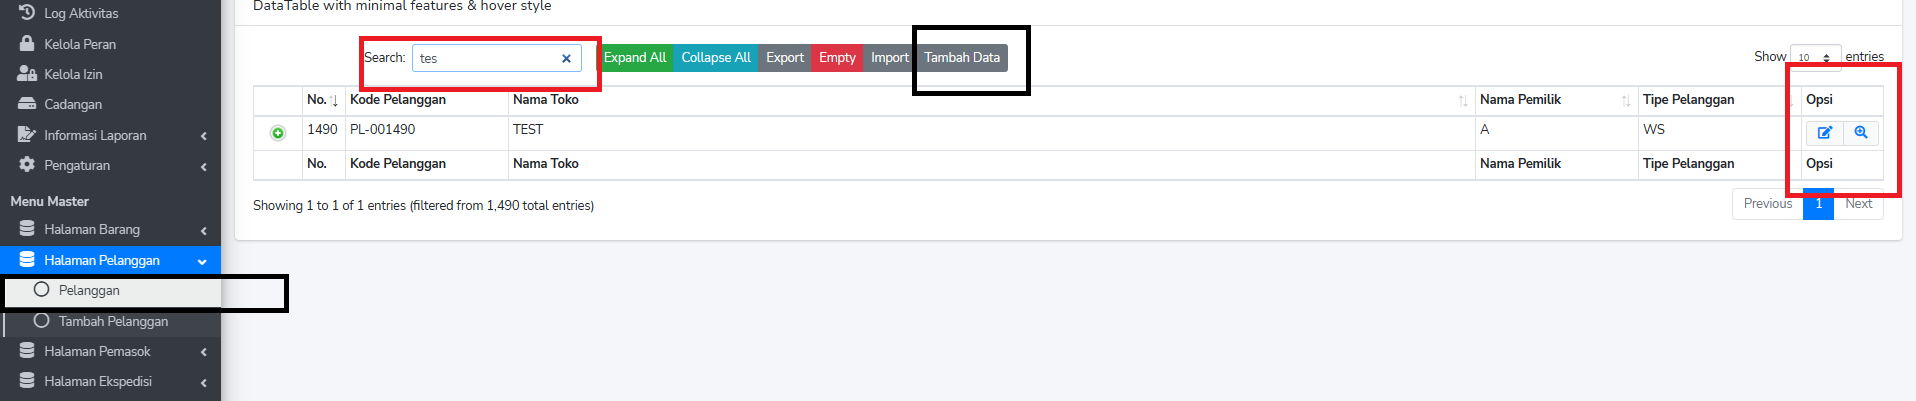 Log Aktivitas
Kelola Peran
Kelola Izin
Cadangan
Informasi Laporan
Pengaturan
Menu Master
Halaman Barang
Halaman Pelanggan
Pelanggan
Tambah Pelanggan
Halaman Pemasok
Halaman Ekspedisi
DataTable with minimal features & hover style
Search: tes Expand All Collapse All Export Empty Import Tambah Data Show 10 entries
No. Kode Pelanggan Nama Toko Nama Pemilik Tipe Pelanggan Opsi
1490 PL-001490 TEST A WS
No. Kode Pelanggan Nama Toko Nama Pemilik Tipe Pelanggan Opsi
Showing 1 to 1 of 1 entries (filtered from 1,490 total entries) Previous 1 Next